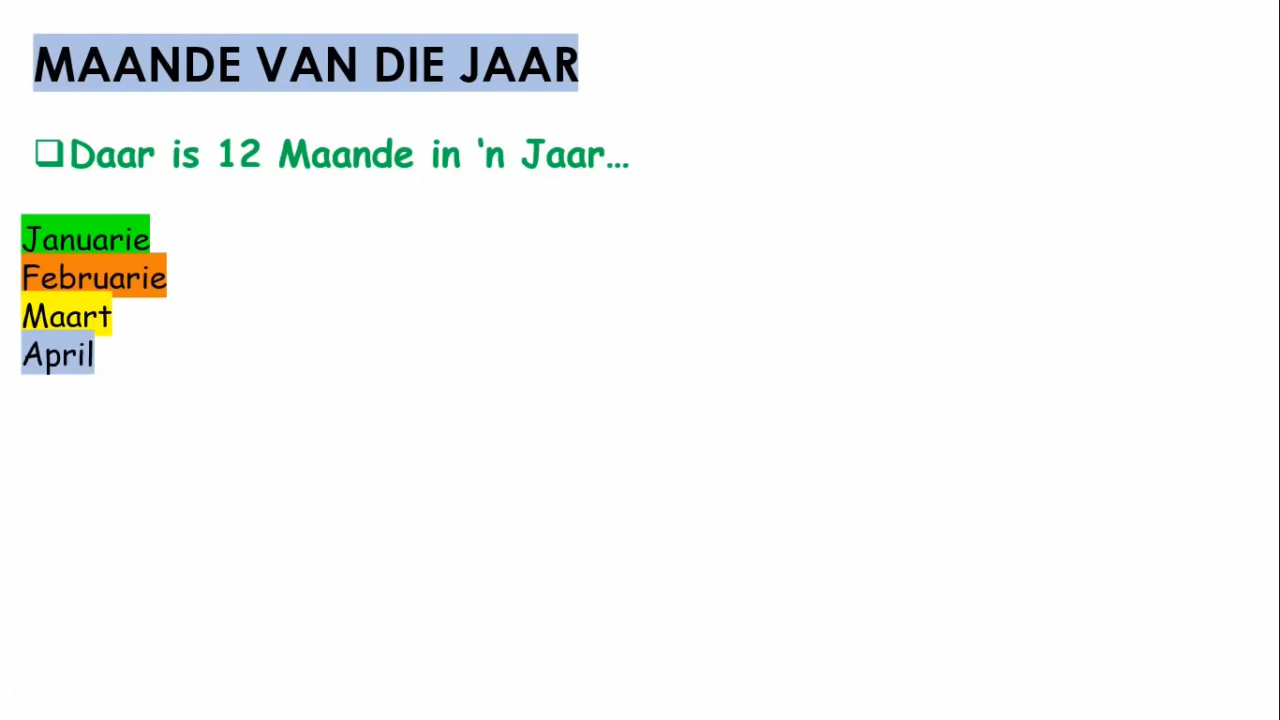 MAANDE VAN DIE JAAR
❑Daar is 12 Maande in ‘n Jaar…
Januarie
Februarie
Maart
April